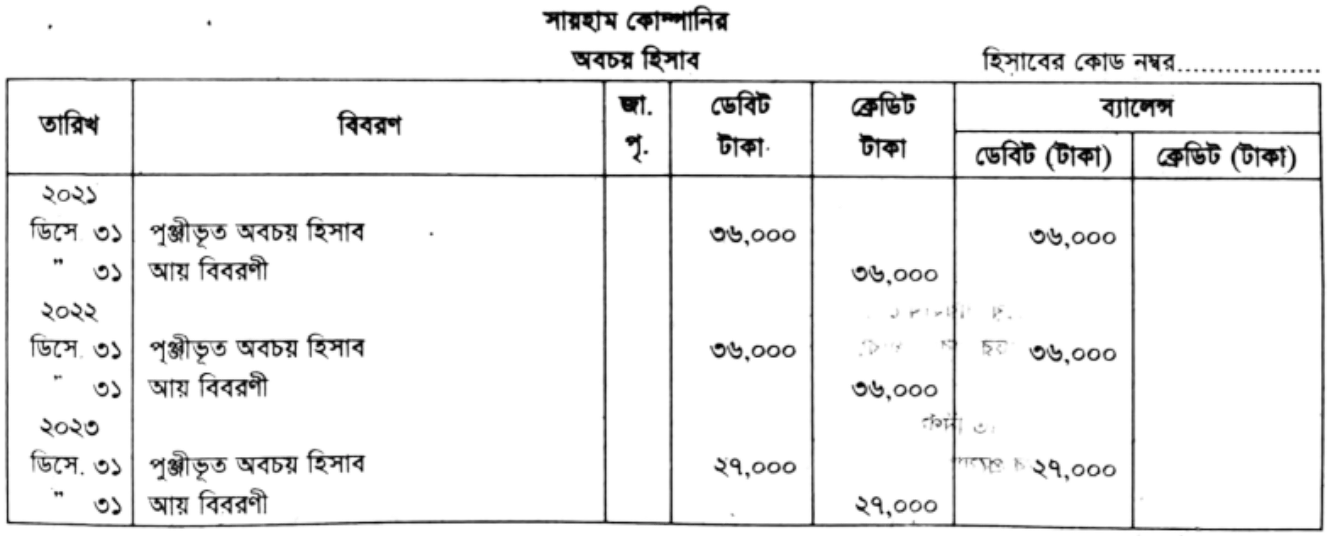 সায়হাম কোম্পানির
অবচয় হিসাব
হিসাবের কোড নম্বর..................
তারিখ বিবরণ জা. পৃ. ডেবিট টাকা ক্রেডিট টাকা ব্যালেন্স
ডেবিট (টাকা) ক্রেডিট (টাকা)
২০২১
ডিসে. ৩১ পুঞ্জীভূত অবচয় হিসাব ৩৬,০০০ ৩৬,০০০
" ৩১ আয় বিবরণী ৩৬,০০০
২০২২
ডিসে. ৩১ পুঞ্জীভূত অবচয় হিসাব ৩৬,০০০ ৩৬,০০০
" ৩১ আয় বিবরণী ৩৬,০০০
২০২৩
ডিসে. ৩১ পুঞ্জীভূত অবচয় হিসাব ২৭,০০০ ২৭,০০০
" ৩১ আয় বিবরণী ২৭,০০০